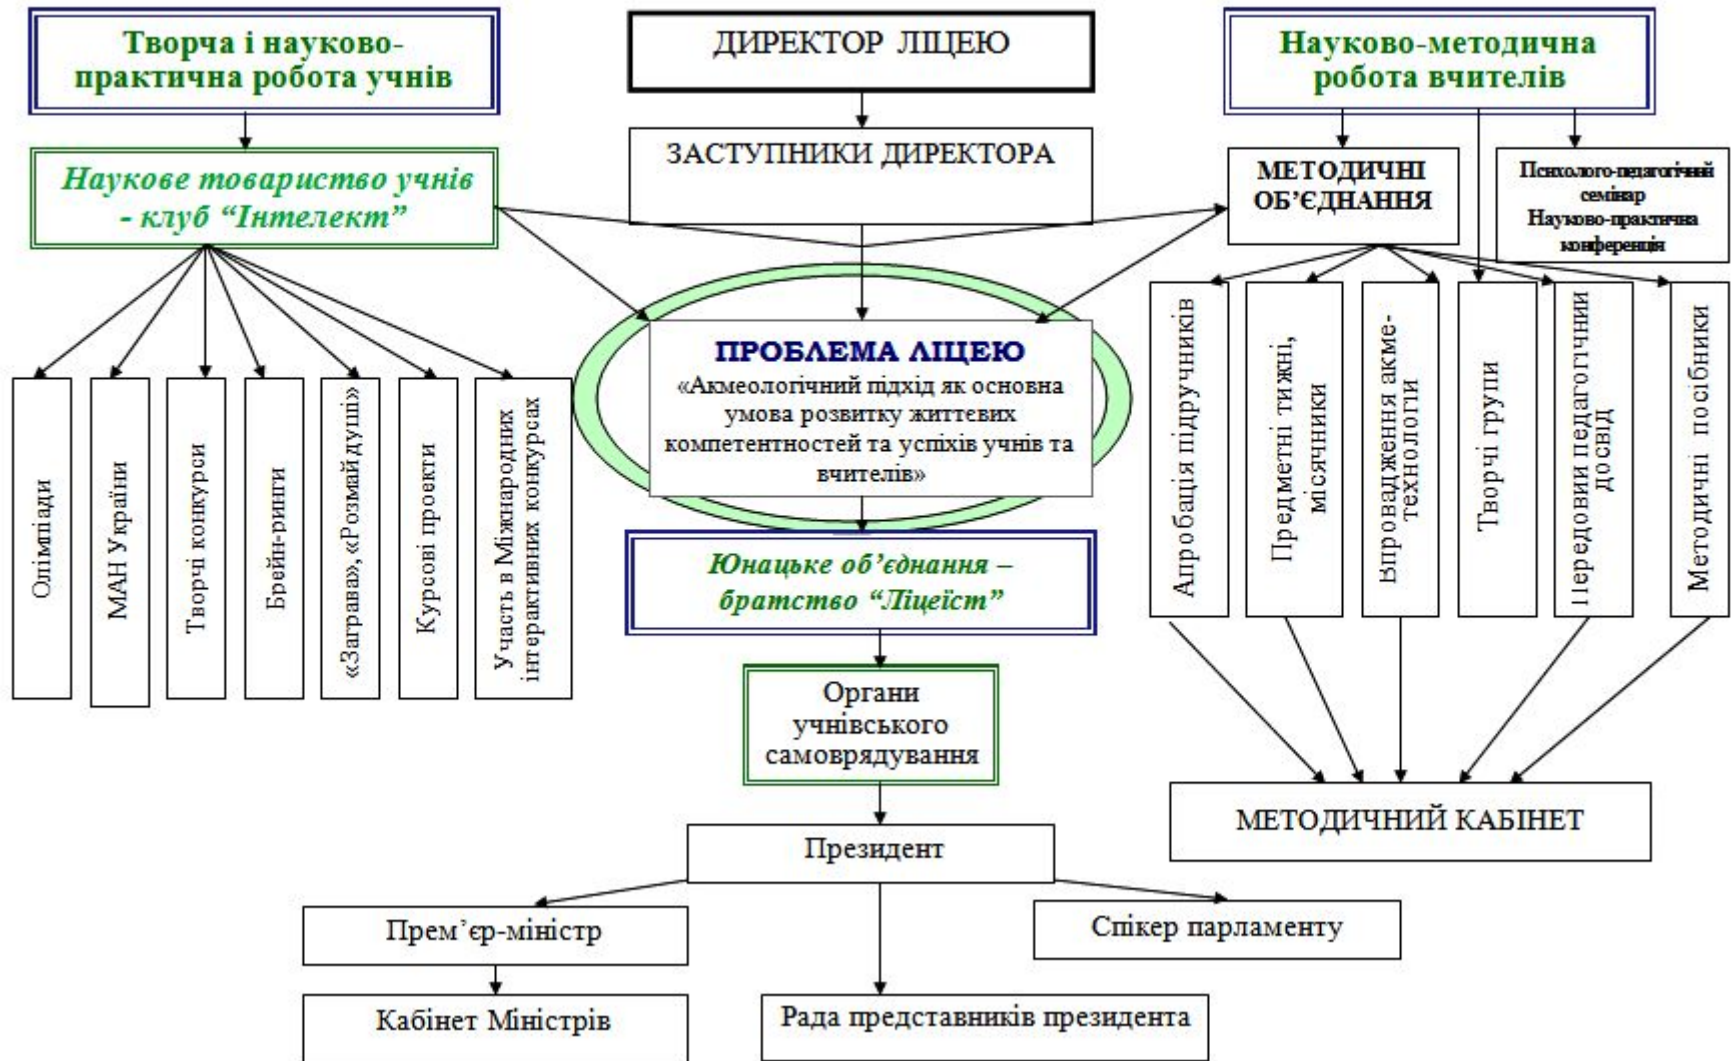 Творча і науково-
практична робота учнів
ДИРЕКТОР ЛІЦЕЮ
Науково-методична
робота вчителів
Наукове товариство учнів
- клуб “Інтелект”
ЗАСТУПНИКИ ДИРЕКТОРА
МЕТОДИЧНІ
ОБ’ЄДНАННЯ
Психолого-педагогічний
семінар
Науково-практична
конференція
ПРОБЛЕМА ЛІЦЕЮ
«Акмеологічний підхід як основна
умова розвитку життєвих
компетентностей та успіхів учнів та
вчителів»
Олімпіади
МАН України
Творчі конкурси
Брейн-ринги
«Заграва», «Розмай душі»
Курсові проекти
Участь в Міжнародних
інтерактивних конкурсах
Апробація підручників
Предметні тижні,
місячники
Впровадження акме-
технологій
Творчі групи
Передовий педагогічний
досвід
Методичні посібники
Юнацьке об’єднання –
братство “Ліцеїст”
Органи
учнівського
самоврядування
МЕТОДИЧНИЙ КАБІНЕТ
Президент
Прем’єр-міністр
Спікер парламенту
Кабінет Міністрів
Рада представників президента